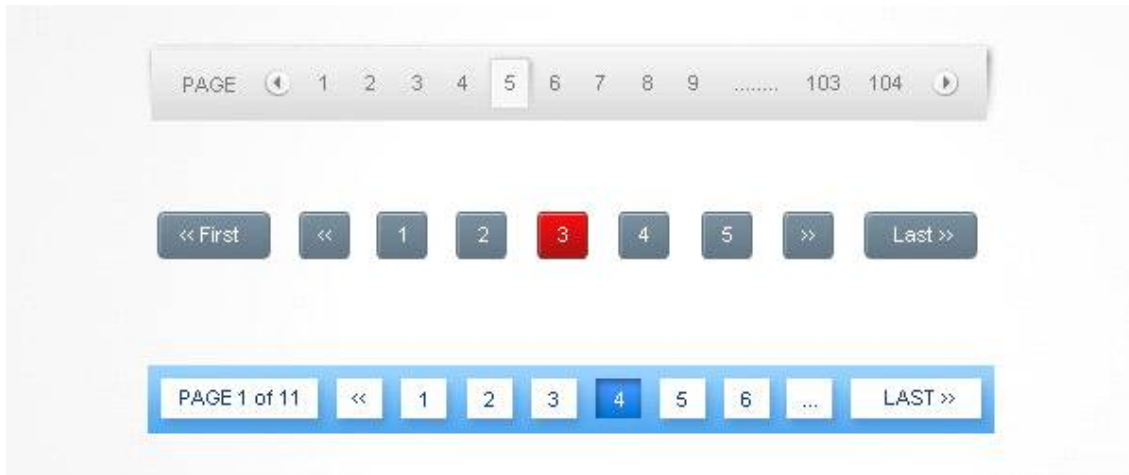 PAGE 1 2 3 4 5 6 7 8 9 ........ 103 104
<< First << 1 2 3 4 5 >> Last >>
PAGE 1 of 11 << 1 2 3 4 5 6 ... LAST >>